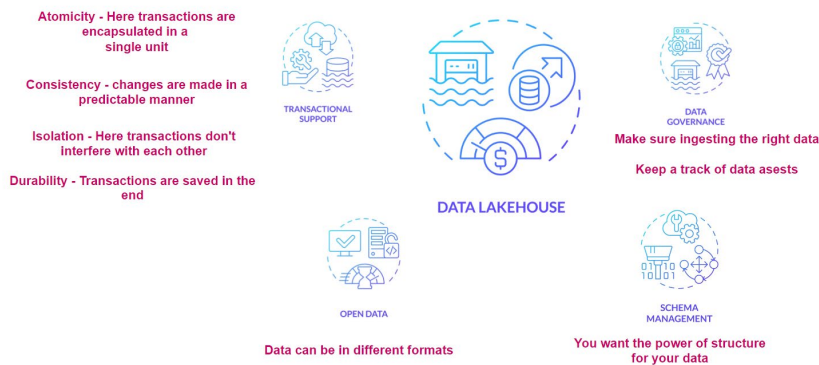 Atomicity - Here transactions are
encapsulated in a
single unit
Consistency - changes are made in a
predictable manner
Isolation - Here transactions don't
interfere with each other
Durability - Transactions are saved in the
end
TRANSACTIONAL
SUPPORT
$
DATA LAKEHOUSE
DATA
GOVERNANCE
Make sure ingesting the right data
Keep a track of data asests
OPEN DATA
Data can be in different formats
SCHEMA
MANAGEMENT
You want the power of structure
for your data